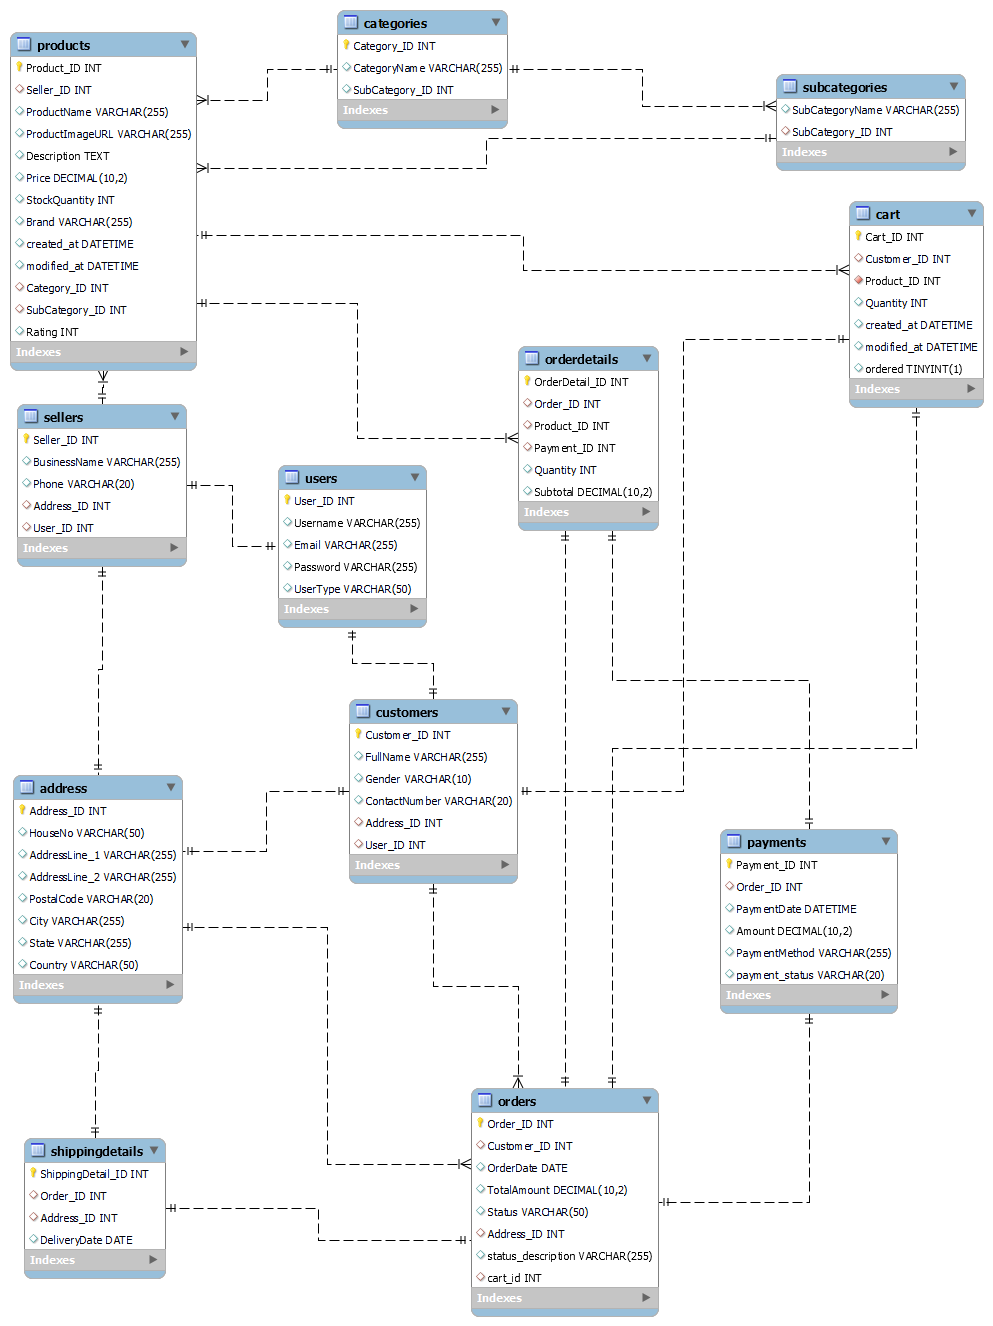 categories
Category_ID INT
CategoryName VARCHAR(255)
SubCategory_ID INT
Indexes
products
Product_ID INT
Seller_ID INT
ProductName VARCHAR(255)
ProductImageURL VARCHAR(255)
Description TEXT
Price DECIMAL(10,2)
StockQuantity INT
Brand VARCHAR(255)
created_at DATETIME
modified_at DATETIME
Category_ID INT
SubCategory_ID INT
Rating INT
Indexes
subcategories
SubCategoryName VARCHAR(255)
SubCategory_ID INT
Indexes
cart
Cart_ID INT
Customer_ID INT
Product_ID INT
Quantity INT
created_at DATETIME
modified_at DATETIME
ordered TINYINT(1)
Indexes
orderdetails
OrderDetail_ID INT
Order_ID INT
Product_ID INT
Payment_ID INT
Quantity INT
Subtotal DECIMAL(10,2)
Indexes
sellers
Seller_ID INT
BusinessName VARCHAR(255)
Phone VARCHAR(20)
Address_ID INT
User_ID INT
Indexes
users
User_ID INT
Username VARCHAR(255)
Email VARCHAR(255)
Password VARCHAR(255)
UserType VARCHAR(50)
Indexes
customers
Customer_ID INT
FullName VARCHAR(255)
Gender VARCHAR(10)
ContactNumber VARCHAR(20)
Address_ID INT
User_ID INT
Indexes
address
Address_ID INT
HouseNo VARCHAR(50)
AddressLine_1 VARCHAR(255)
AddressLine_2 VARCHAR(255)
PostalCode VARCHAR(20)
City VARCHAR(255)
State VARCHAR(255)
Country VARCHAR(50)
Indexes
payments
Payment_ID INT
Order_ID INT
PaymentDate DATETIME
Amount DECIMAL(10,2)
PaymentMethod VARCHAR(255)
payment_status VARCHAR(20)
Indexes
orders
Order_ID INT
Customer_ID INT
OrderDate DATE
TotalAmount DECIMAL(10,2)
Status VARCHAR(50)
Address_ID INT
status_description VARCHAR(255)
cart_id INT
Indexes
shippingdetails
ShippingDetail_ID INT
Order_ID INT
Address_ID INT
DeliveryDate DATE
Indexes